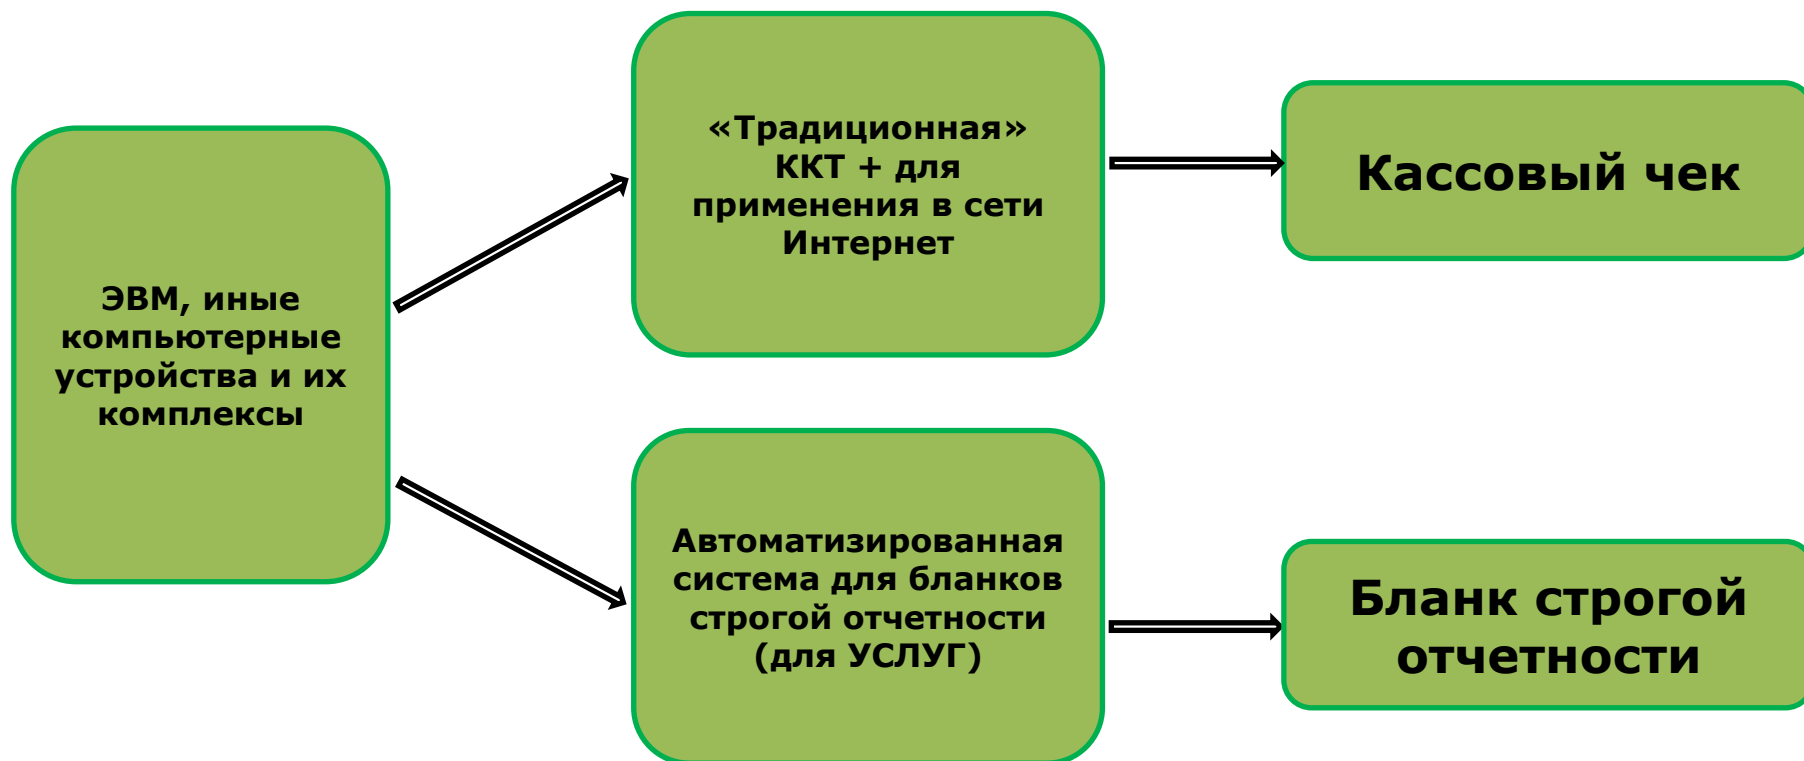 ЭВМ, иные
компьютерные
устройства и их
комплексы
«Традиционная»
ККТ + для
применения в сети
Интернет
Кассовый чек
Автоматизированная
система для бланков
строгой отчетности
(для УСЛУГ)
Бланк строгой
отчетности